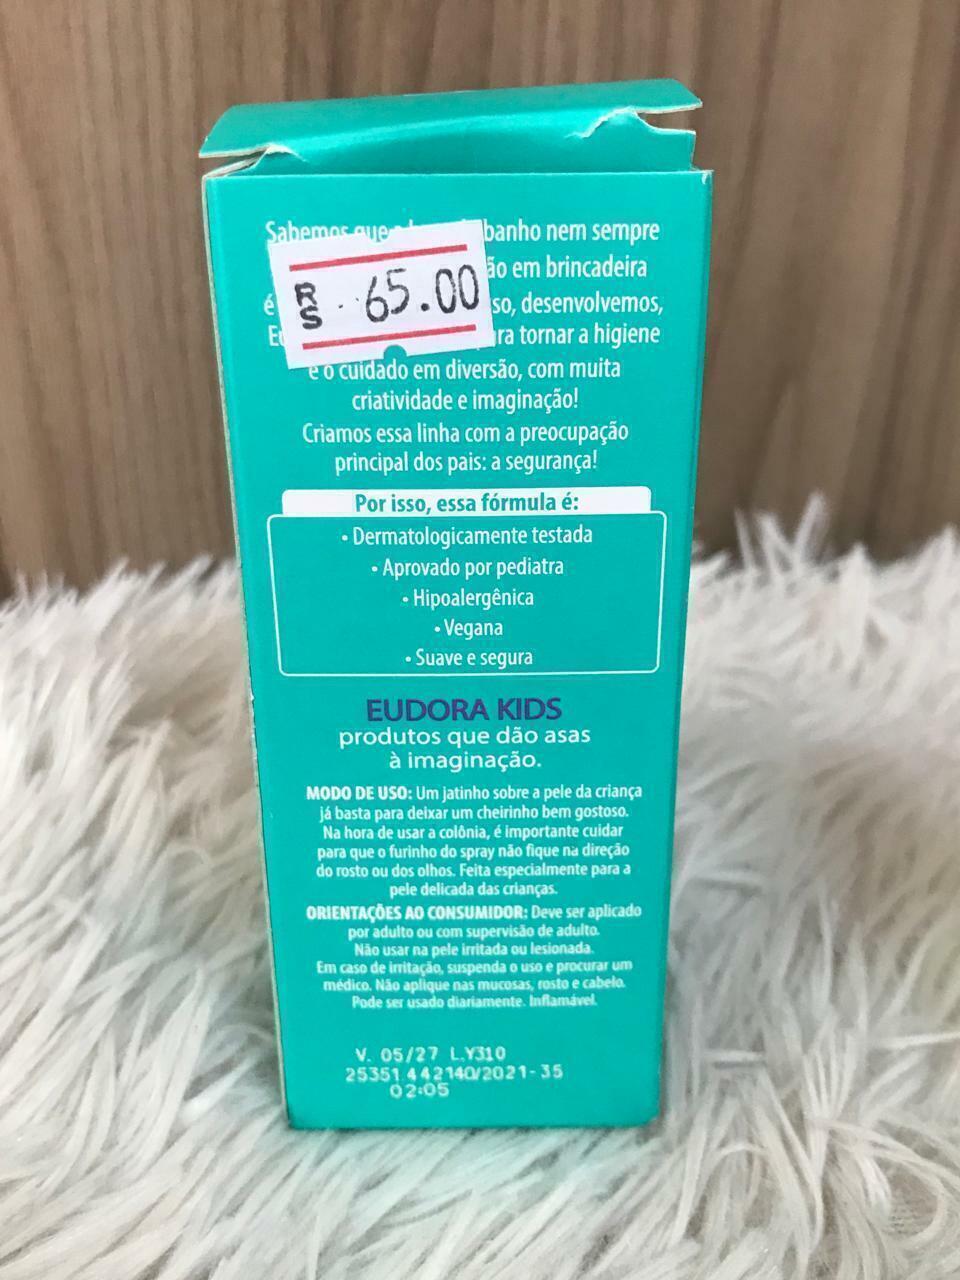 Sabemos que banho nem sempre
R$ 65.00
ão em brincadeira
é so, desenvolvemos,
ra tornar a higiene
e o cuidado em diversão, com muita
criatividade e imaginação!
Criamos essa linha com a preocupação
principal dos pais: a segurança!
Por isso, essa fórmula é:
• Dermatologicamente testada
• Aprovado por pediatra
• Hipoalergênica
• Vegana
• Suave e segura
EUDORA KIDS
produtos que dão asas
à imaginação.
MODO DE USO: Um jatinho sobre a pele da criança
já basta para deixar um cheirinho bem gostoso.
Na hora de usar a colônia, é importante cuidar
para que o furinho do spray não fique na direção
do rosto ou dos olhos. Feita especialmente para a
pele delicada das crianças.
ORIENTAÇÕES AO CONSUMIDOR: Deve ser aplicado
por adulto ou com supervisão de adulto.
Não usar na pele irritada ou lesionada.
Em caso de irritação, suspenda o uso e procurar um
médico. Não aplique nas mucosas, rosto e cabelo.
Pode ser usado diariamente. Inflamável.
V. 05/27 L.Y310
25351 442140/2021-35
02:05